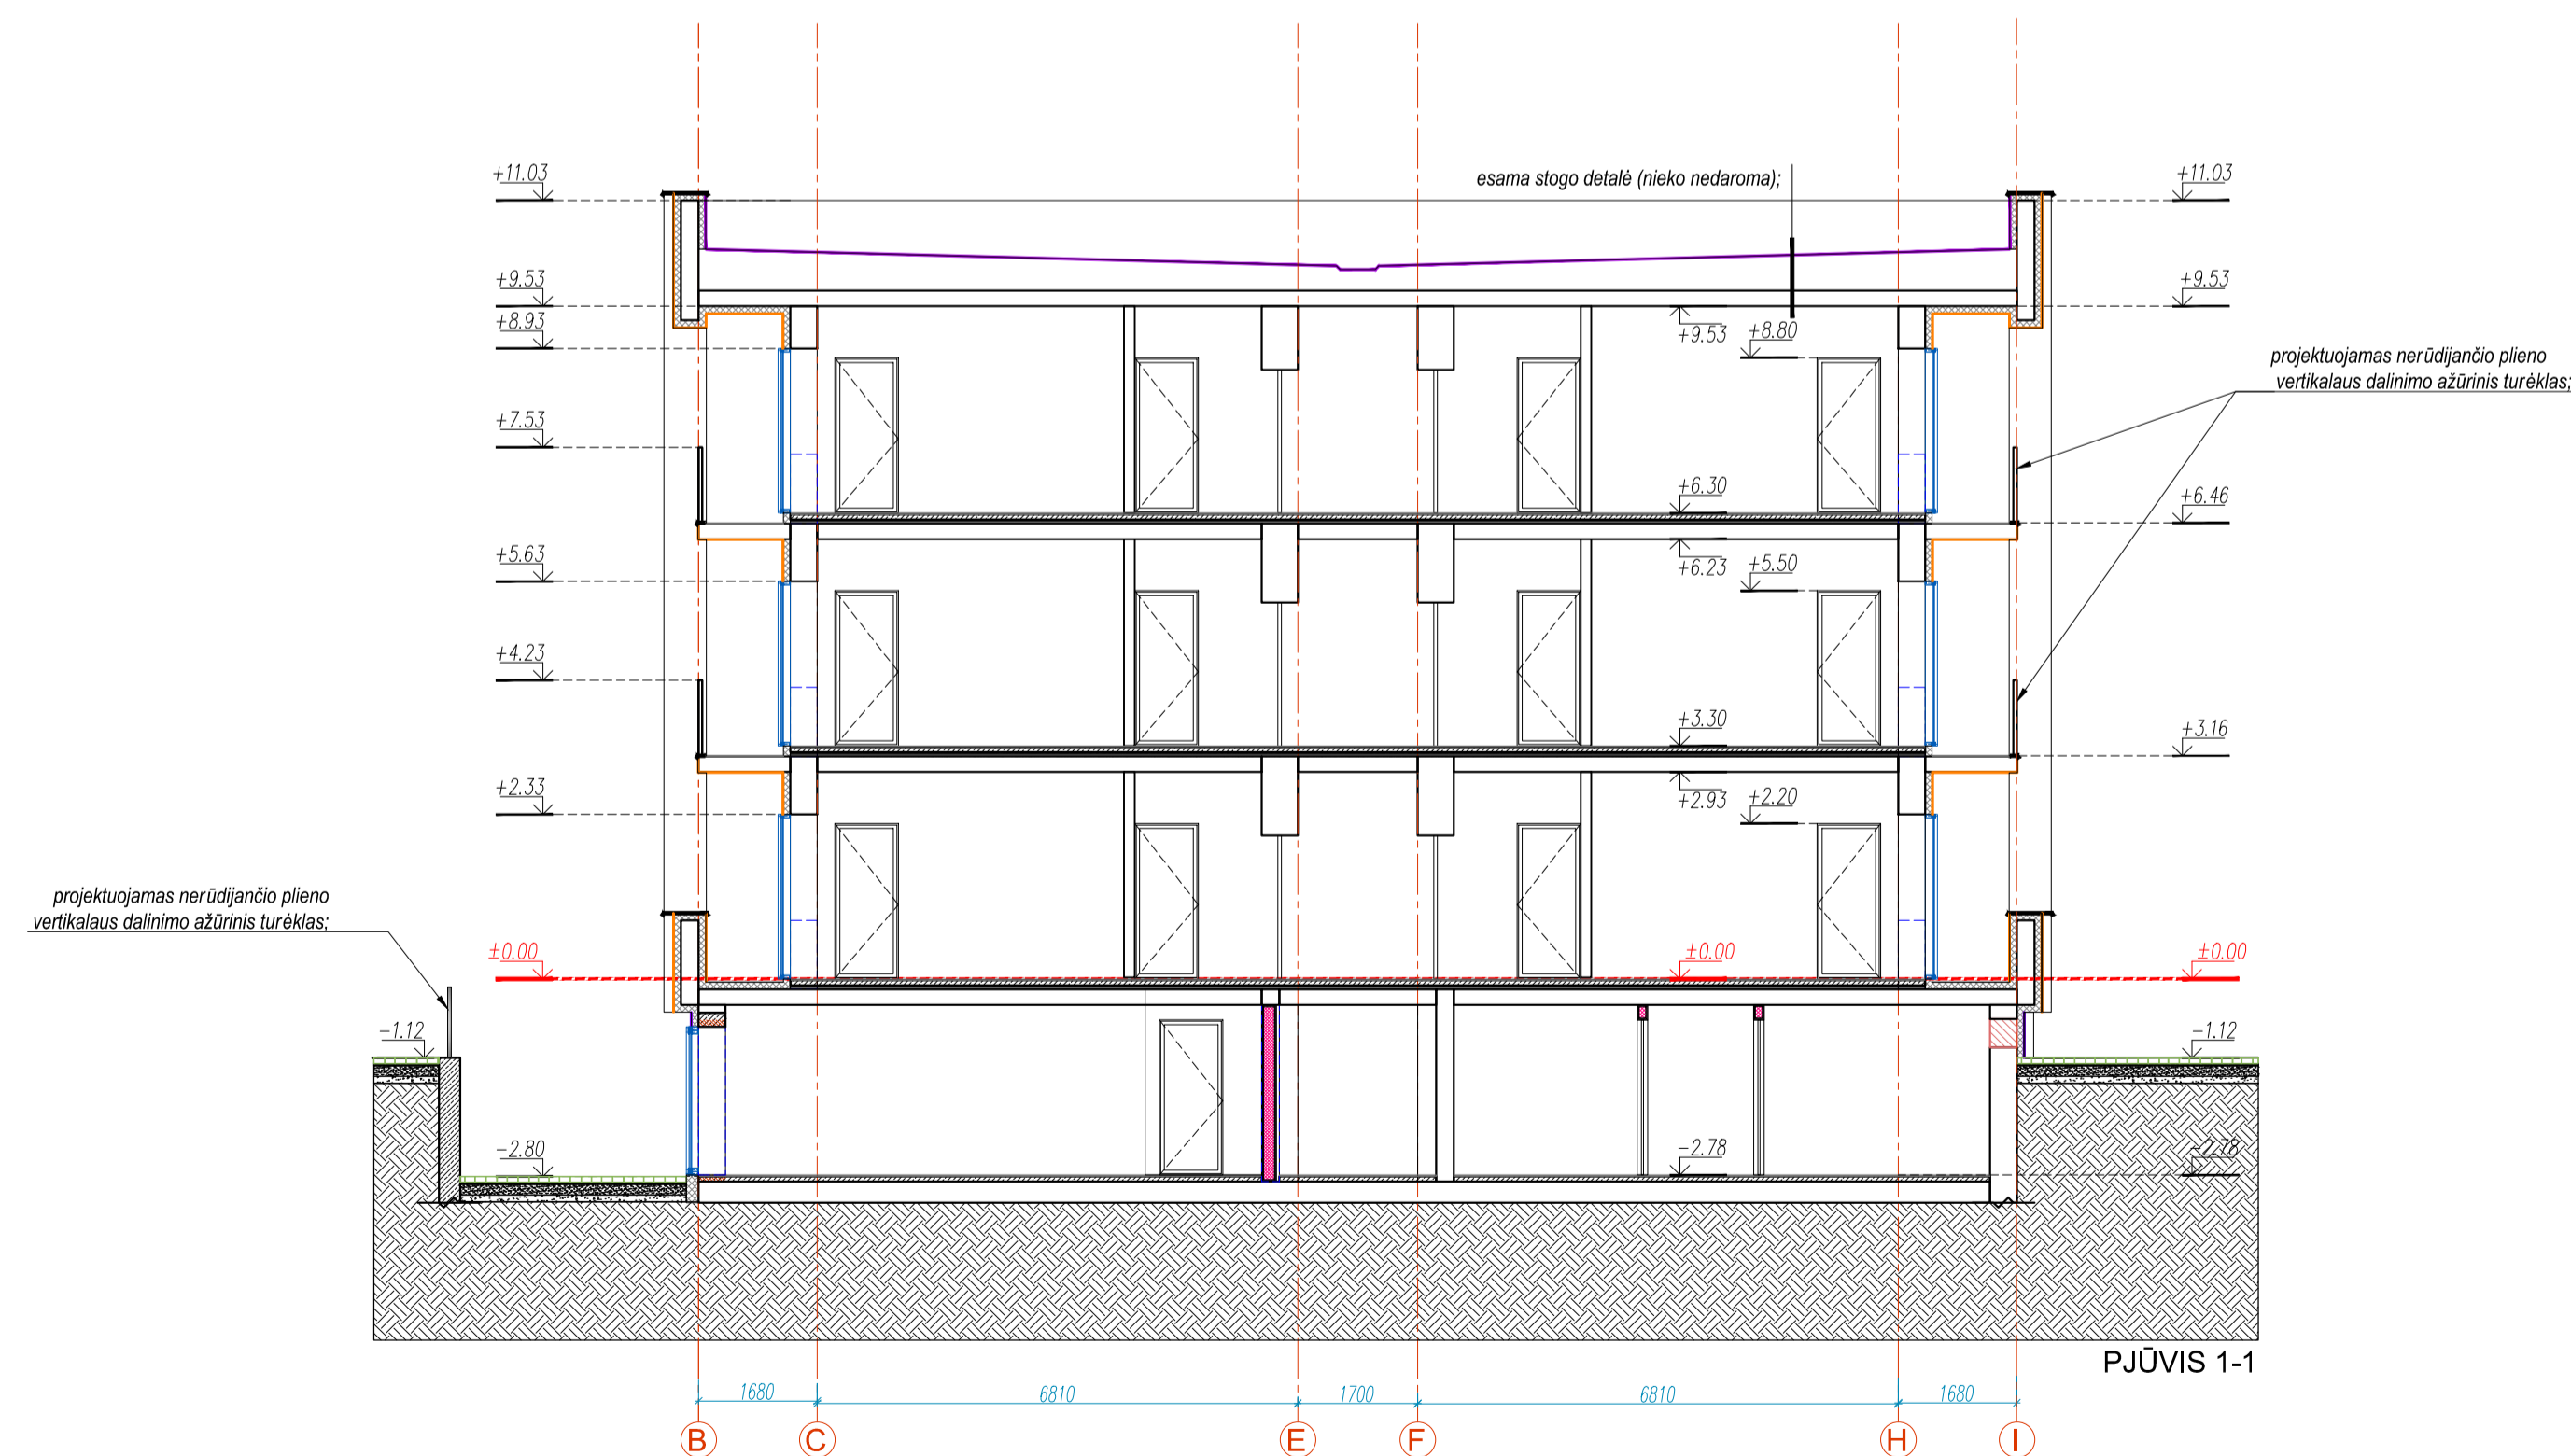 +11.03
esama stogo detalė (nieko nedaroma);
+11.03
+9.53
+9.53
+8.93
+9.53
+8.80
projektuojamas nerūdijančio plieno
vertikalaus dalinimo ažūrinis turėklas;
+7.53
+6.30
+6.46
+5.63
+6.23
+5.50
+4.23
+3.30
+3.16
+2.33
+2.93
+2.20
projektuojamas nerūdijančio plieno
vertikalaus dalinimo ažūrinis turėklas;
±0.00
±0.00
±0.00
-1.12
-1.12
-2.80
-2.78
-2.78
PJŪVIS 1-1
1680
6810
1700
6810
1680
B
C
E
F
H
I